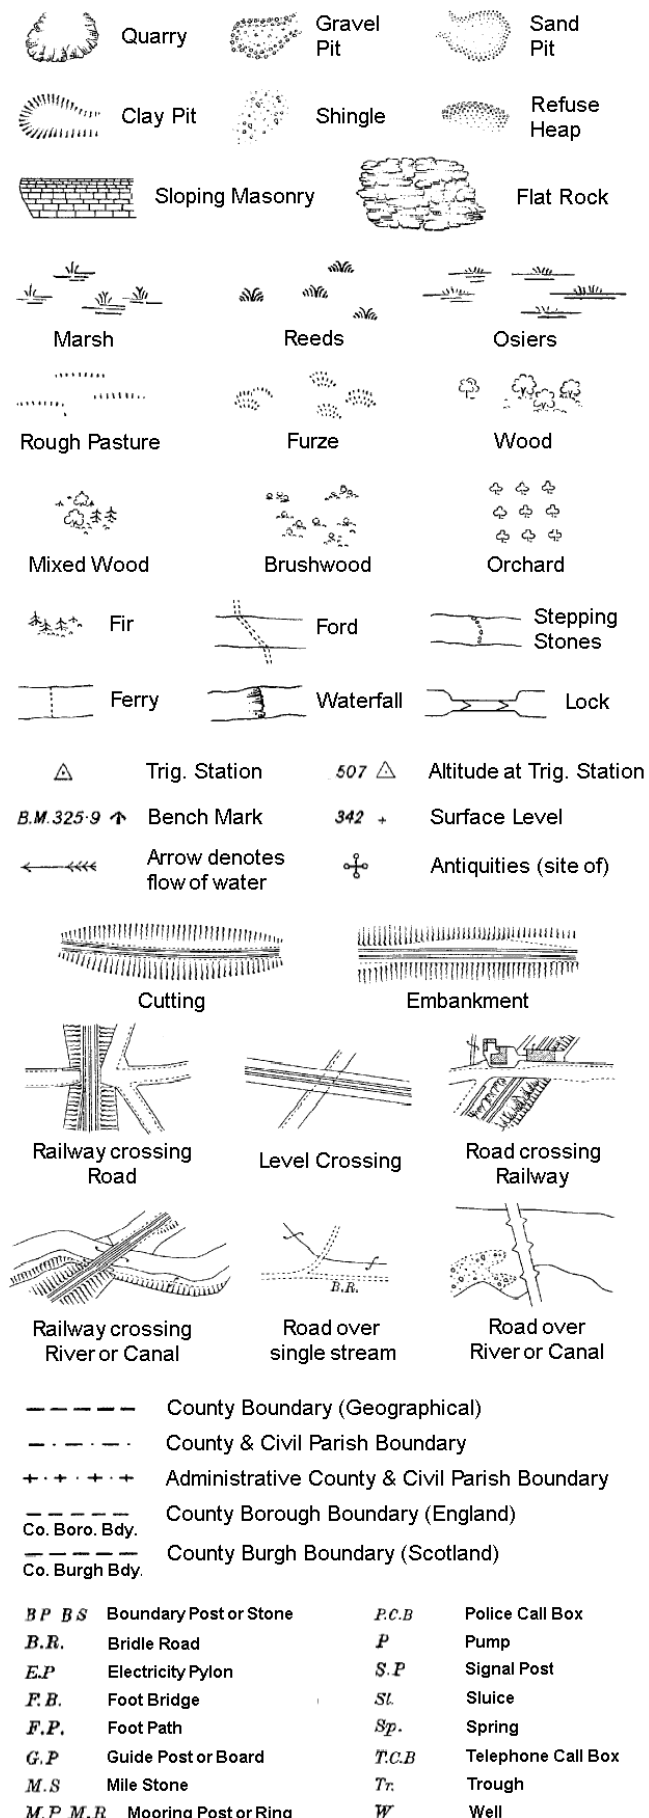 Quarry
Gravel
Pit
Sand
Pit
Clay Pit
Shingle
Refuse
Heap
Sloping Masonry
Flat Rock
Marsh
Reeds
Osiers
Rough Pasture
Furze
Wood
Mixed Wood
Brushwood
Orchard
Fir
Ford
Stepping
Stones
Ferry
Waterfall
Lock
Trig. Station
507
Altitude at Trig. Station
B.M.325·9
Bench Mark
342 +
Surface Level
Arrow denotes
flow of water
Antiquities (site of)
Cutting
Embankment
Railway crossing
Road
Level Crossing
Road crossing
Railway
B.R.
Railway crossing
River or Canal
Road over
single stream
Road over
River or Canal
County Boundary (Geographical)
County & Civil Parish Boundary
Administrative County & Civil Parish Boundary
County Borough Boundary (England)
Co. Boro. Bdy.
County Burgh Boundary (Scotland)
Co. Burgh Bdy.
B P B S Boundary Post or Stone
B.R. Bridle Road
E.P Electricity Pylon
F.B. Foot Bridge
F.P. Foot Path
G.P Guide Post or Board
M.S Mile Stone
M.P M.R Mooring Post or Ring
P.C.B Police Call Box
P Pump
S.P Signal Post
Sl. Sluice
Sp. Spring
T.C.B Telephone Call Box
Tr. Trough
W Well